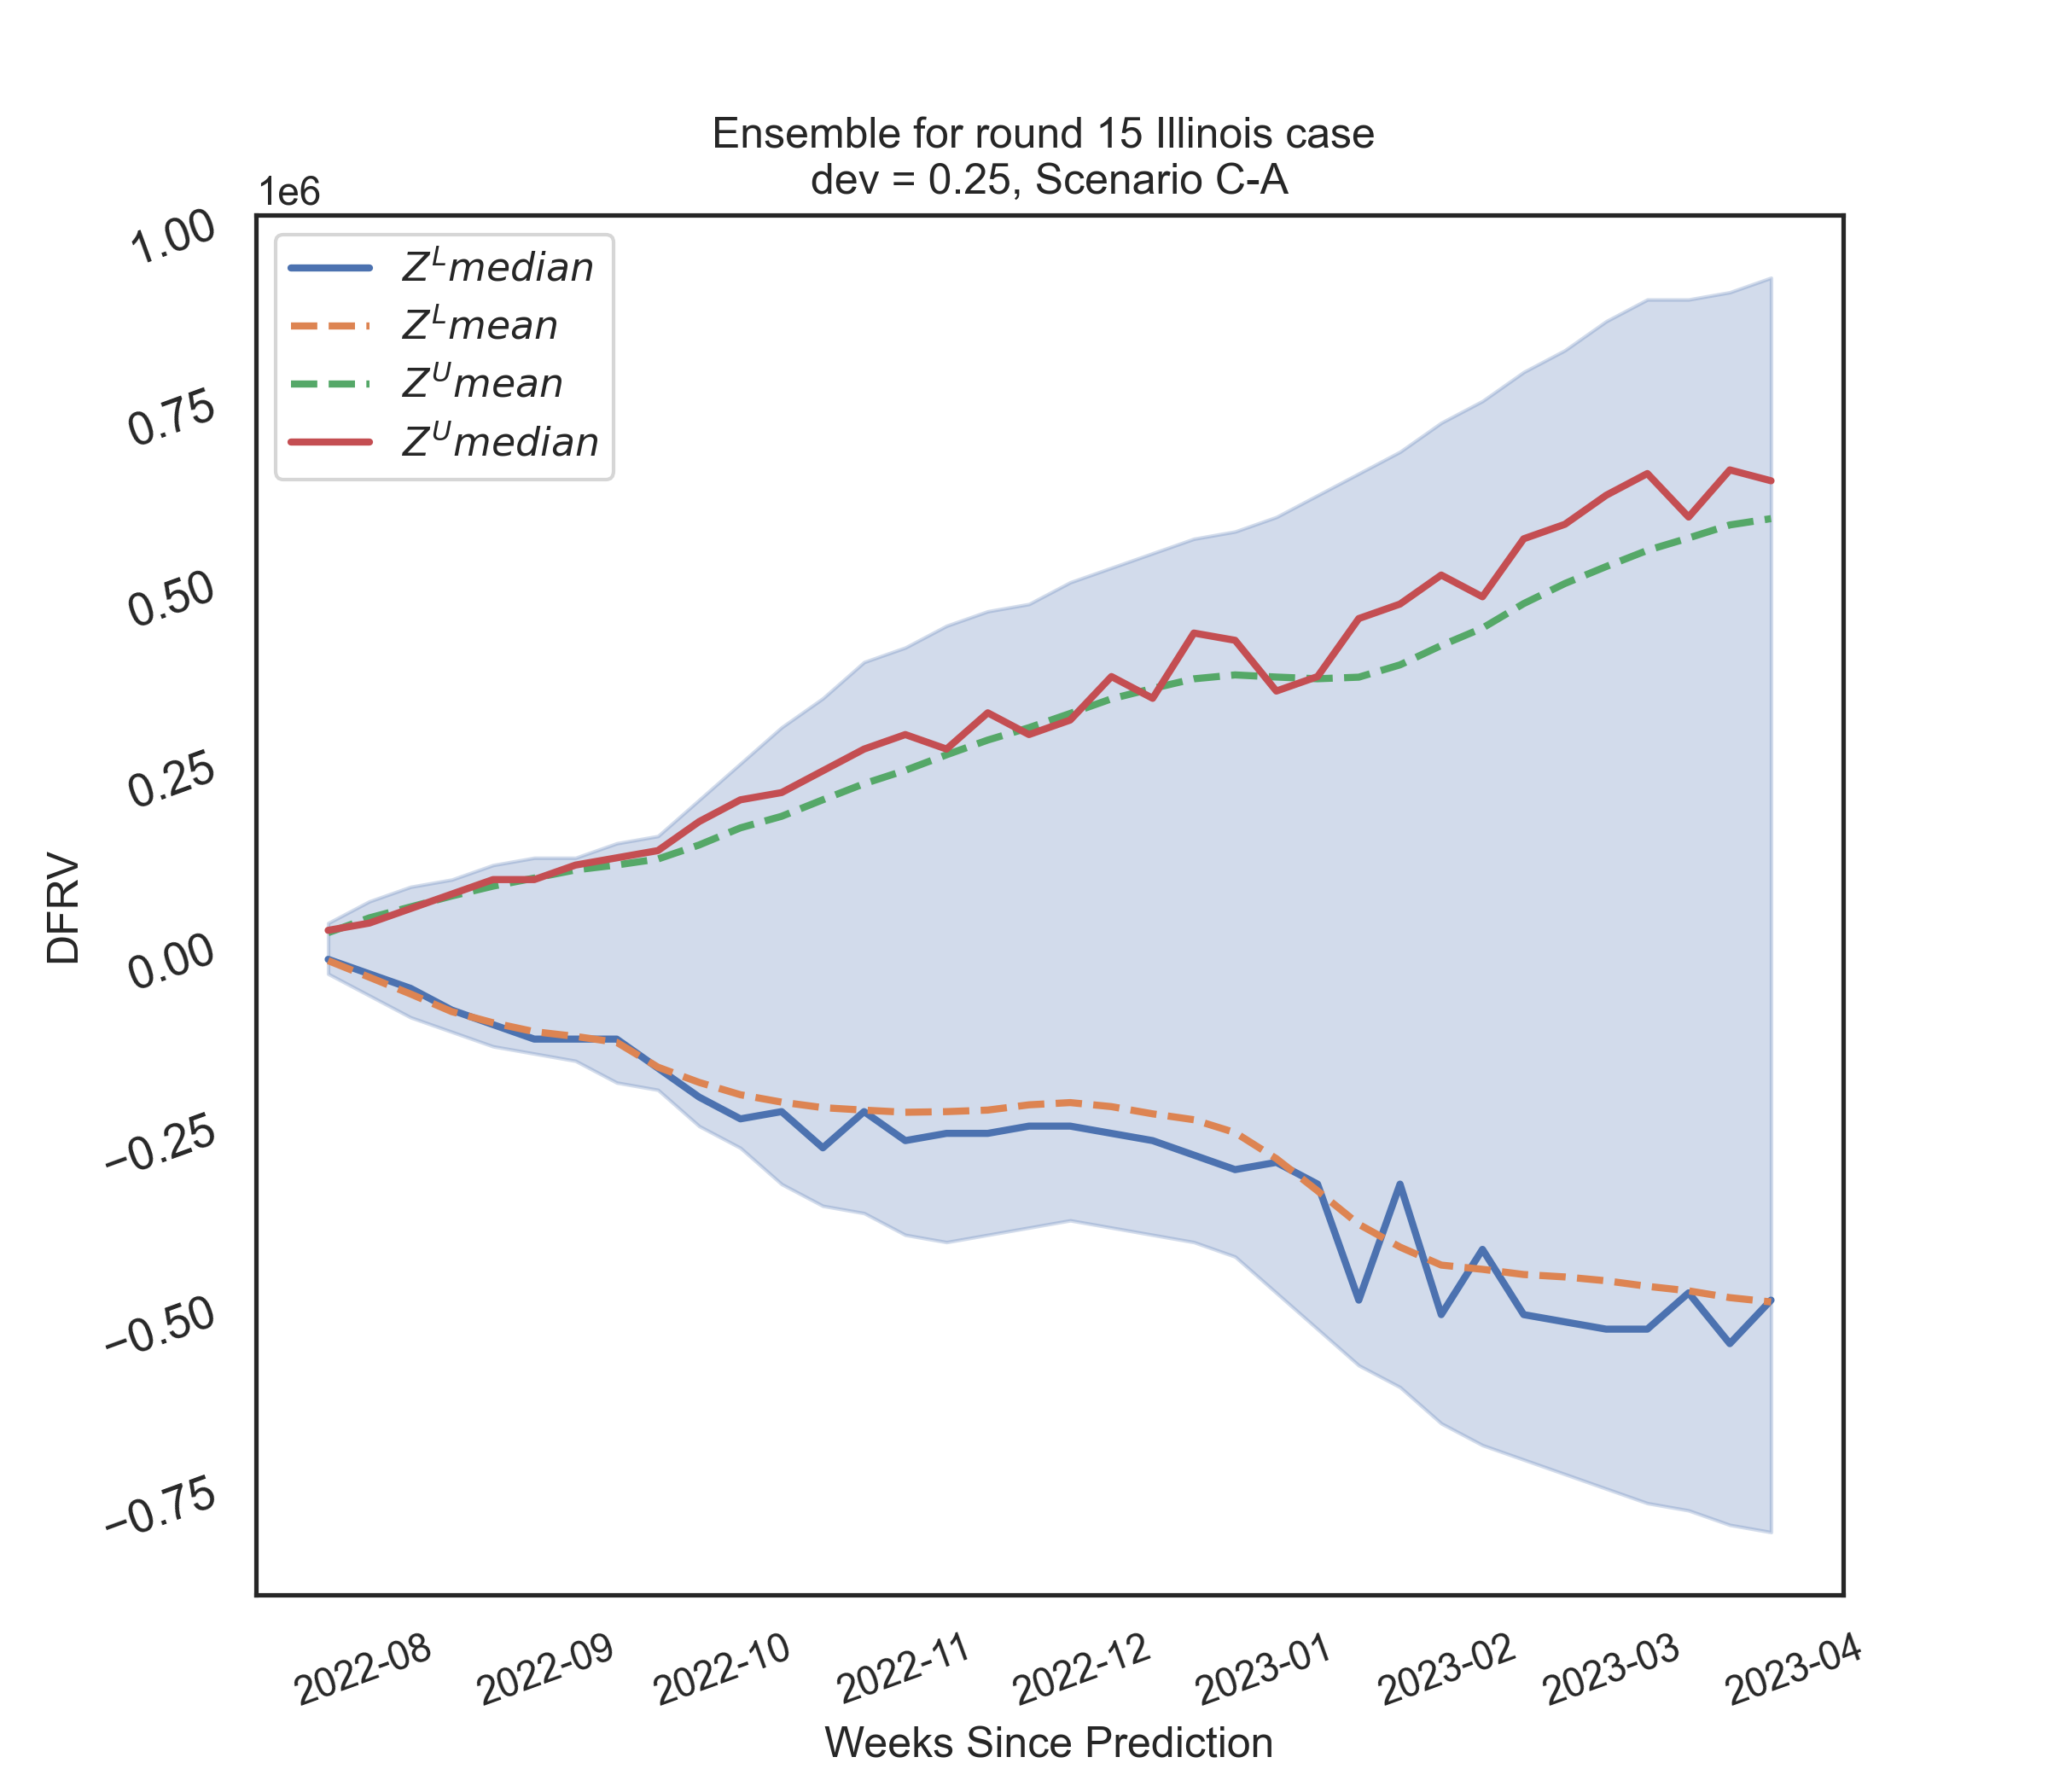 Ensemble for round 15 Illinois case
dev = 0.25, Scenario C-A
1e6
Z^L median
Z^L mean
Z^U mean
Z^U median
1.00
0.75
0.50
0.25
0.00
−0.25
−0.50
−0.75
DFRV
2022-08
2022-09
2022-10
2022-11
2022-12
2023-01
2023-02
2023-03
2023-04
Weeks Since Prediction